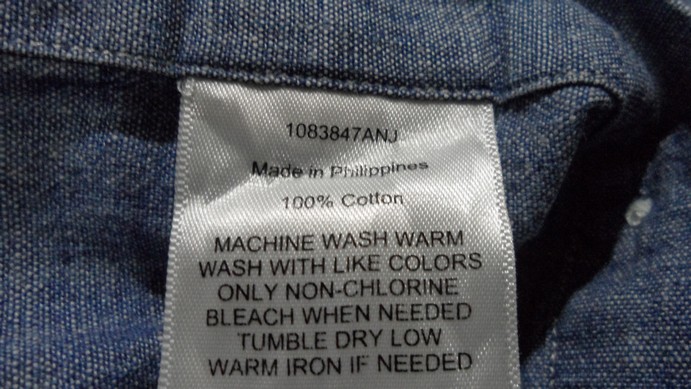 1083847ANJ
Made in Philippines
100% Cotton
MACHINE WASH WARM
WASH WITH LIKE COLORS
ONLY NON-CHLORINE
BLEACH WHEN NEEDED
TUMBLE DRY LOW
WARM IRON IF NEEDED